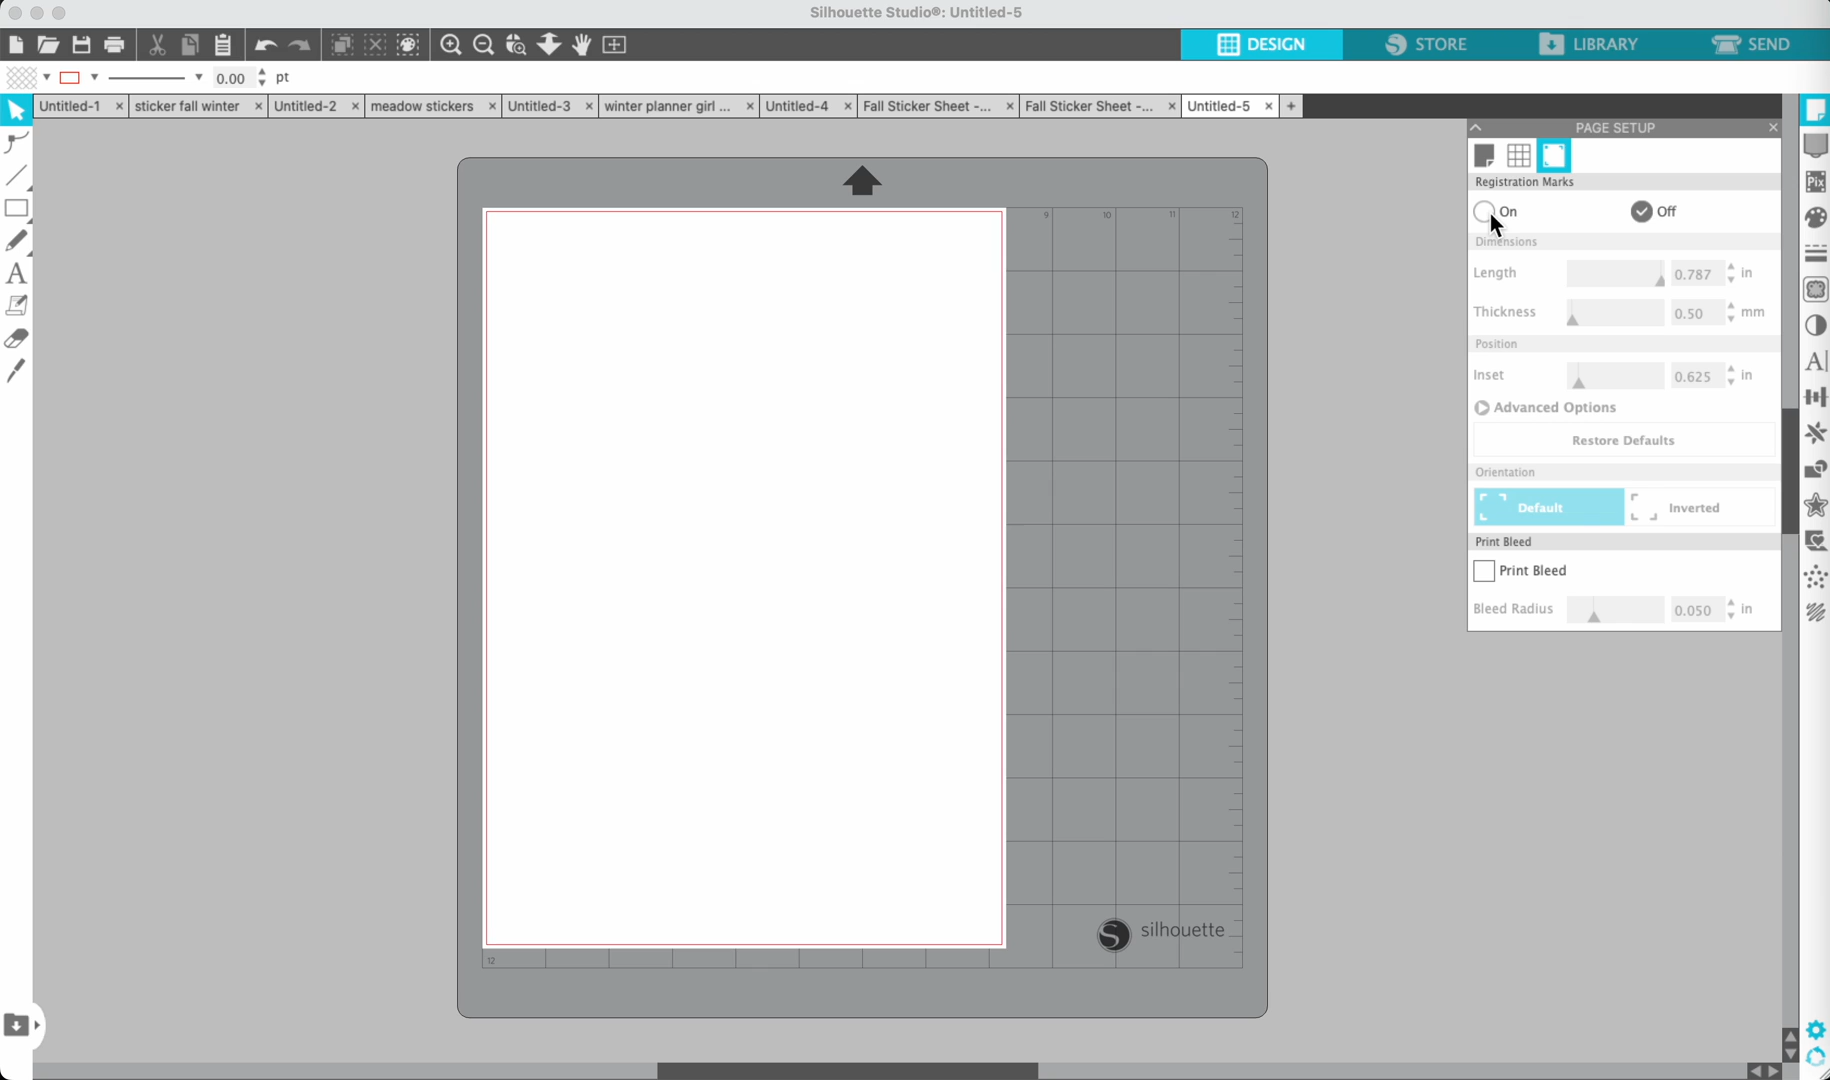 Silhouette Studio®: Untitled-5
DESIGN STORE LIBRARY SEND
0.00 pt
Untitled-1 × sticker fall winter × Untitled-2 × meadow stickers × Untitled-3 × winter planner girl ... × Untitled-4 × Fall Sticker Sheet -... × Fall Sticker Sheet -... × Untitled-5 × +
PAGE SETUP
Pix
Registration Marks
On Off
Dimensions
Length 0.787 in
Thickness 0.50 mm
Position
Inset 0.625 in
Advanced Options
Restore Defaults
Orientation
Default Inverted
Print Bleed
Print Bleed
Bleed Radius 0.050 in
9 10 11 12
silhouette
12